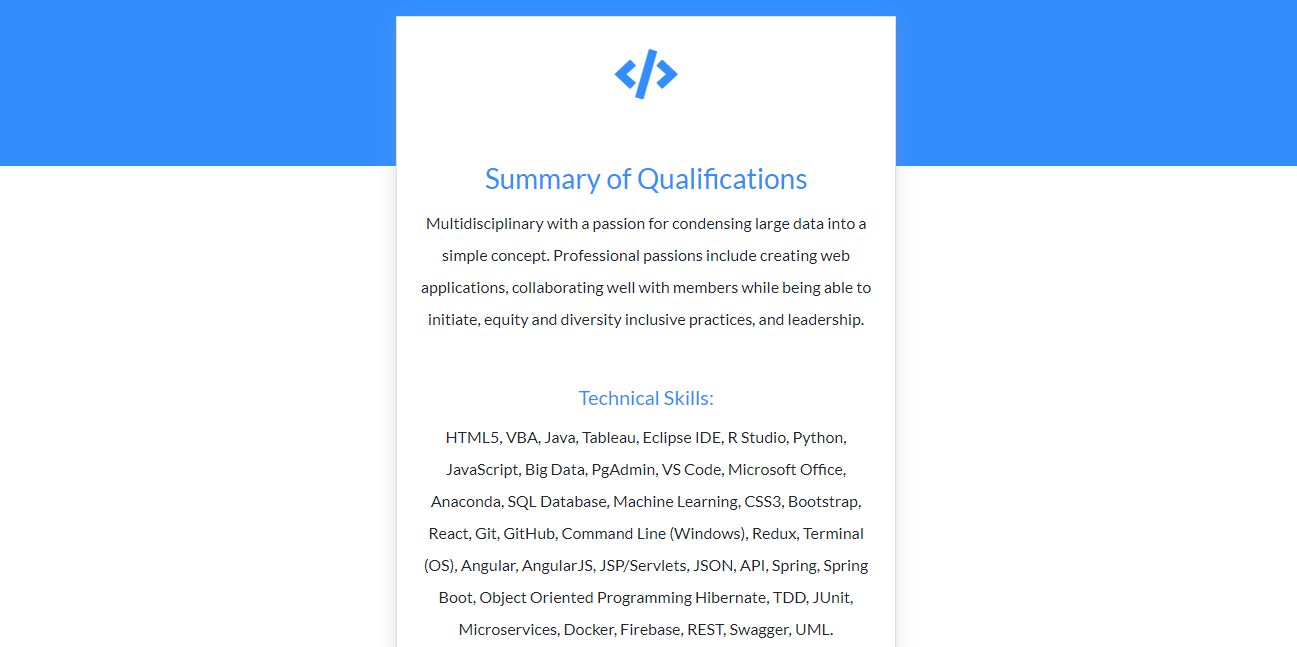 Summary of Qualifications
Multidisciplinary with a passion for condensing large data into a
simple concept. Professional passions include creating web
applications, collaborating well with members while being able to
initiate, equity and diversity inclusive practices, and leadership.
Technical Skills:
HTML5, VBA, Java, Tableau, Eclipse IDE, R Studio, Python,
JavaScript, Big Data, PgAdmin, VS Code, Microsoft Office,
Anaconda, SQL Database, Machine Learning, CSS3, Bootstrap,
React, Git, GitHub, Command Line (Windows), Redux, Terminal
(OS), Angular, AngularJS, JSP/Servlets, JSON, API, Spring, Spring
Boot, Object Oriented Programming Hibernate, TDD, JUnit,
Microservices, Docker, Firebase, REST, Swagger, UML.